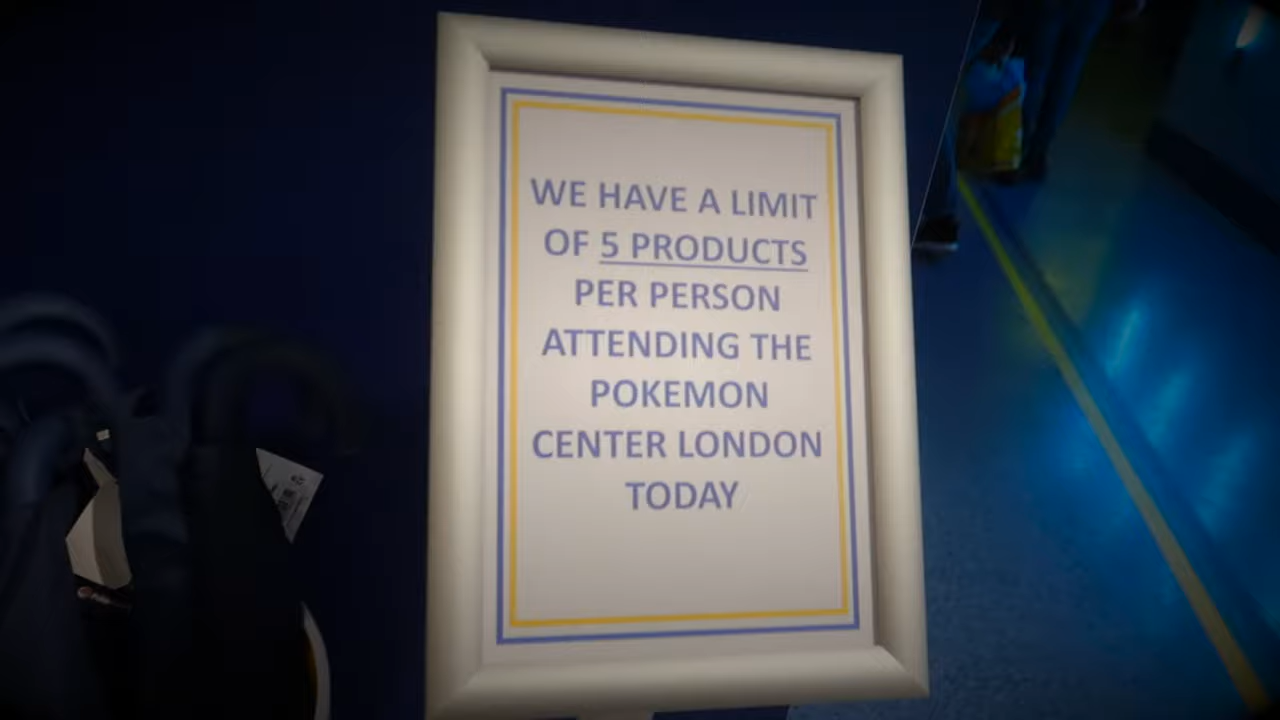 WE HAVE A LIMIT
OF 5 PRODUCTS
PER PERSON
ATTENDING THE
POKEMON
CENTER LONDON
TODAY